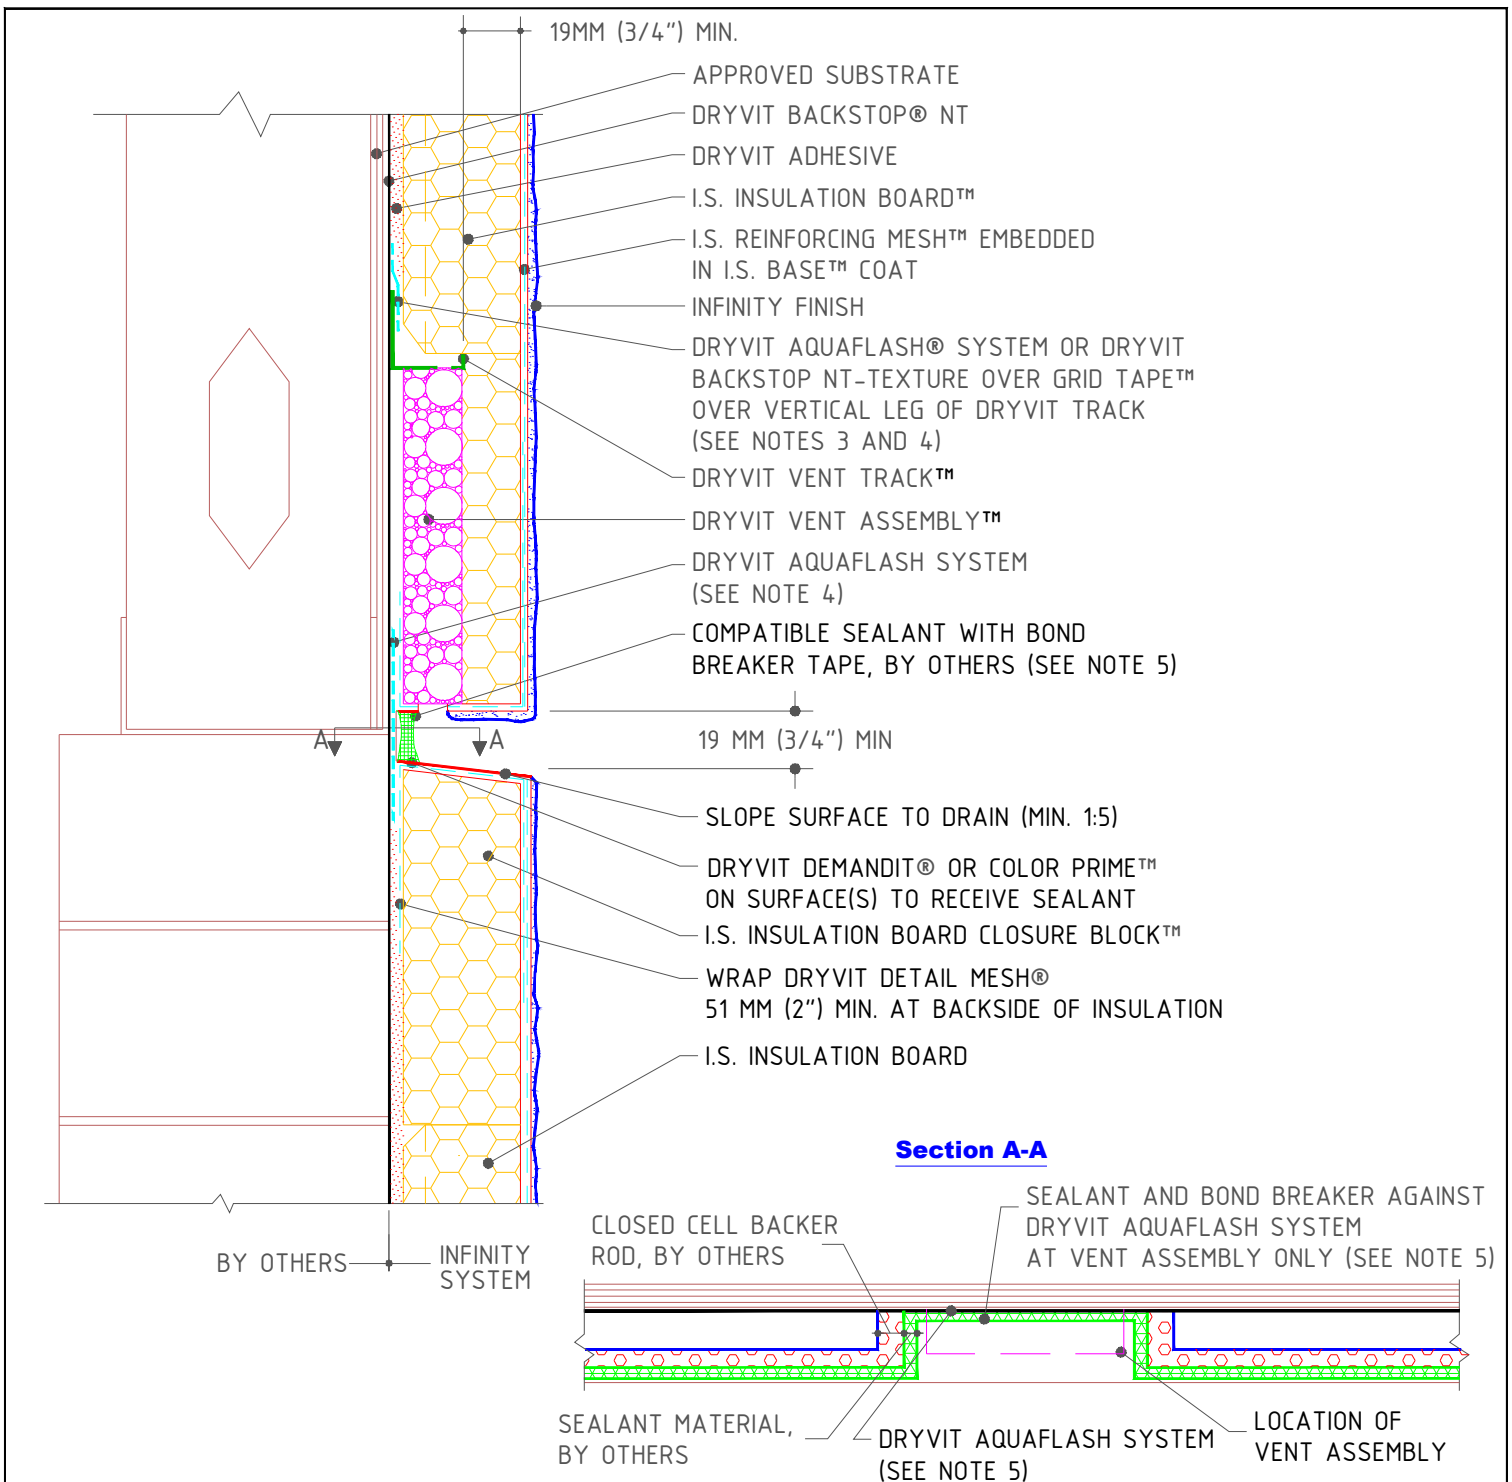 19MM (3/4") MIN.
APPROVED SUBSTRATE
DRYVIT BACKSTOP® NT
DRYVIT ADHESIVE
I.S. INSULATION BOARD™
I.S. REINFORCING MESH™ EMBEDDED
IN I.S. BASE™ COAT
INFINITY FINISH
DRYVIT AQUAFLASH® SYSTEM OR DRYVIT
BACKSTOP NT-TEXTURE OVER GRID TAPE™
OVER VERTICAL LEG OF DRYVIT TRACK
(SEE NOTES 3 AND 4)
DRYVIT VENT TRACK™
DRYVIT VENT ASSEMBLY™
DRYVIT AQUAFLASH SYSTEM
(SEE NOTE 4)
COMPATIBLE SEALANT WITH BOND
BREAKER TAPE, BY OTHERS (SEE NOTE 5)
A A
19 MM (3/4") MIN
SLOPE SURFACE TO DRAIN (MIN. 1:5)
DRYVIT DEMANDIT® OR COLOR PRIME™
ON SURFACE(S) TO RECEIVE SEALANT
I.S. INSULATION BOARD CLOSURE BLOCK™
WRAP DRYVIT DETAIL MESH®
51 MM (2") MIN. AT BACKSIDE OF INSULATION
I.S. INSULATION BOARD
BY OTHERS
INFINITY
SYSTEM
Section A-A
CLOSED CELL BACKER
ROD, BY OTHERS
SEALANT AND BOND BREAKER AGAINST
DRYVIT AQUAFLASH SYSTEM
AT VENT ASSEMBLY ONLY (SEE NOTE 5)
SEALANT MATERIAL,
BY OTHERS
DRYVIT AQUAFLASH SYSTEM
(SEE NOTE 5)
LOCATION OF
VENT ASSEMBLY